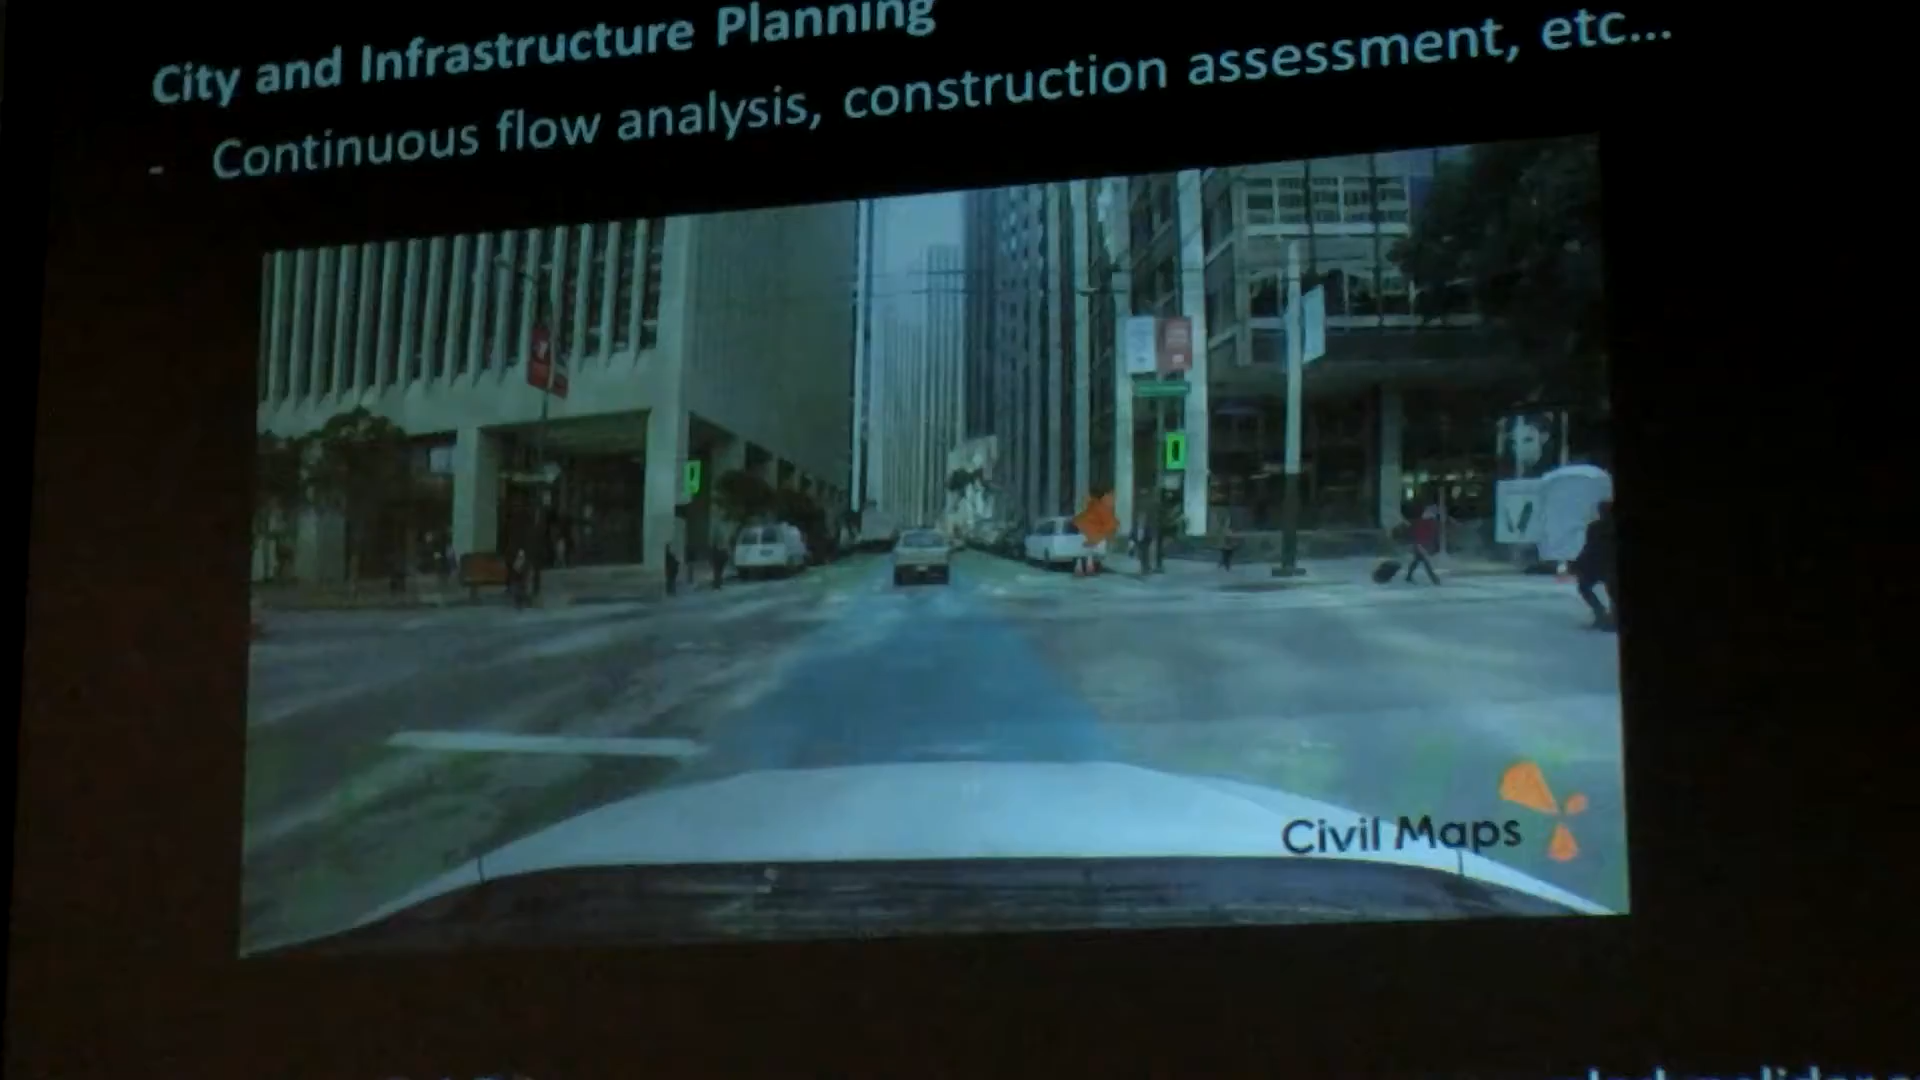 City and Infrastructure Planning
- Continuous flow analysis, construction assessment, etc...
Civil Maps